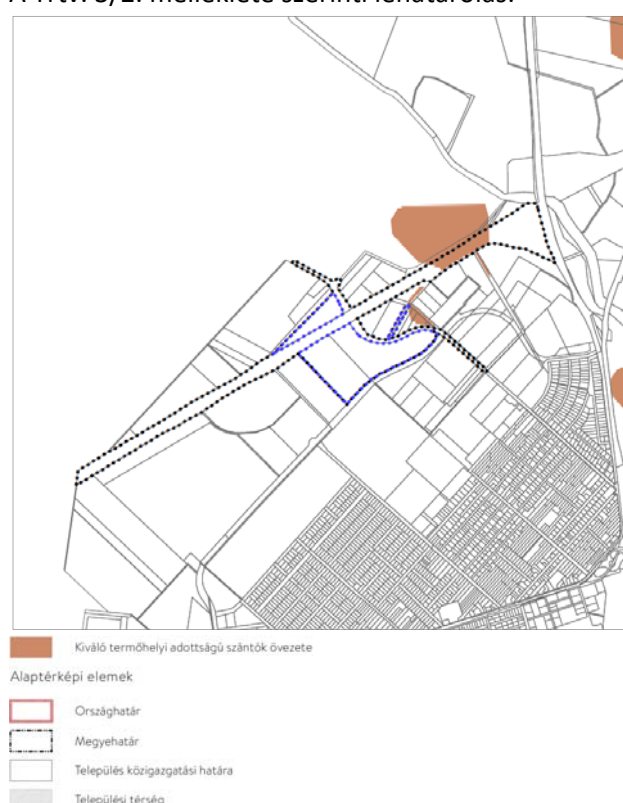 Kiváló termőhelyi adottságú szántók övezete
Alaptérképi elemek
Országhatár
Megyehatár
Település közigazgatási határa
Települési térség